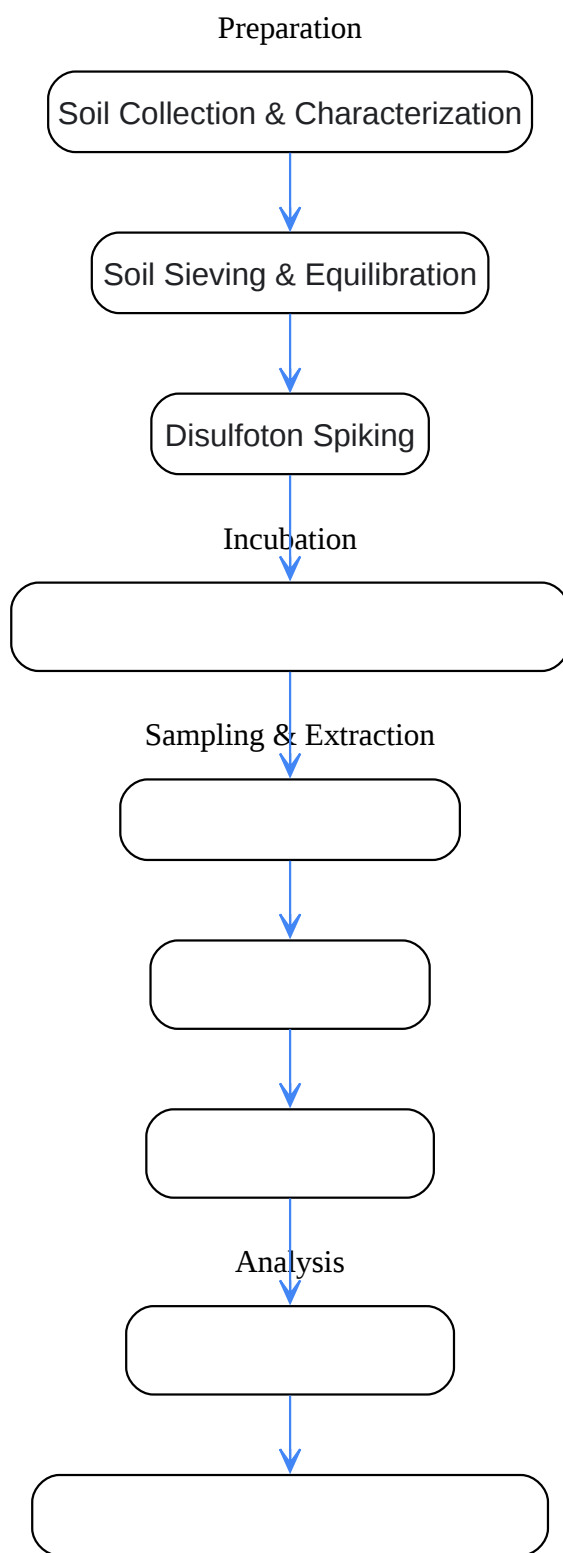 Preparation
Soil Collection & Characterization
Soil Sieving & Equilibration
Disulfoton Spiking
Incubation
Sampling & Extraction
Analysis